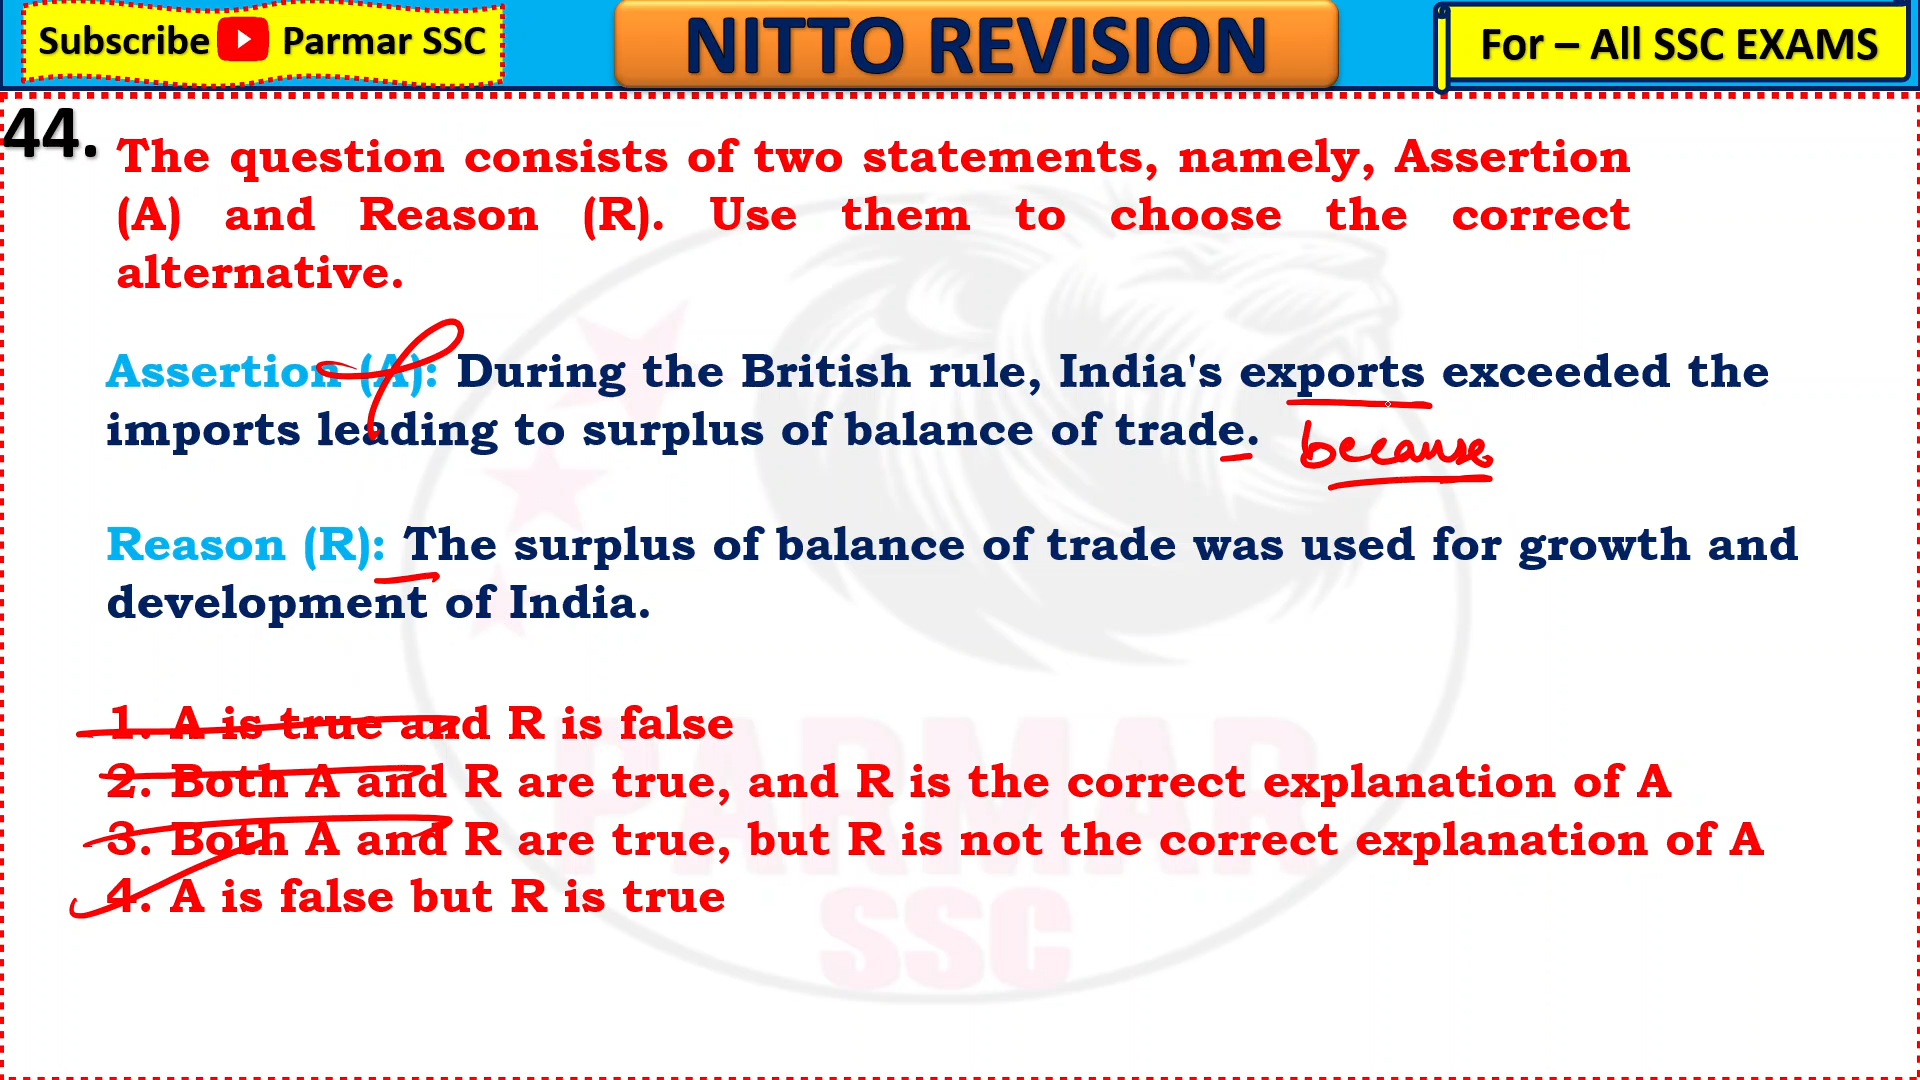 Subscribe Parmar SSC
NITTO REVISION
For – All SSC EXAMS
44.
The question consists of two statements, namely, Assertion
(A) and Reason (R). Use them to choose the correct
alternative.
Assertion (A): During the British rule, India's exports exceeded the
imports leading to surplus of balance of trade.
because
Reason (R): The surplus of balance of trade was used for growth and
development of India.
1. A is true and R is false
2. Both A and R are true, and R is the correct explanation of A
3. Both A and R are true, but R is not the correct explanation of A
4. A is false but R is true
PARMAR
SSC